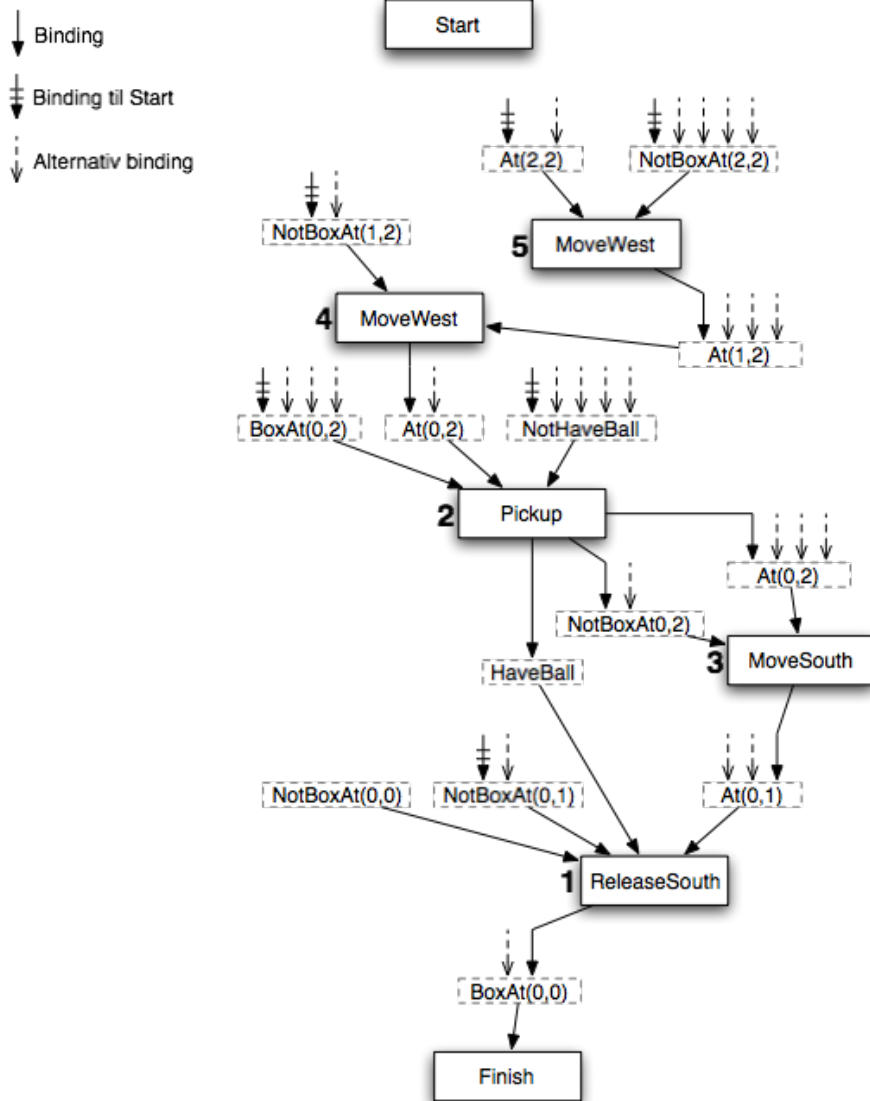 Start
Binding
Binding til Start
Alternativ binding
At(2,2)
NotBoxAt(2,2)
NotBoxAt(1,2)
5
MoveWest
4
MoveWest
At(1,2)
BoxAt(0,2)
At(0,2)
NotHaveBall
2
Pickup
At(0,2)
NotBoxAt0,2)
3
MoveSouth
HaveBall
NotBoxAt(0,0)
NotBoxAt(0,1)
At(0,1)
1
ReleaseSouth
BoxAt(0,0)
Finish